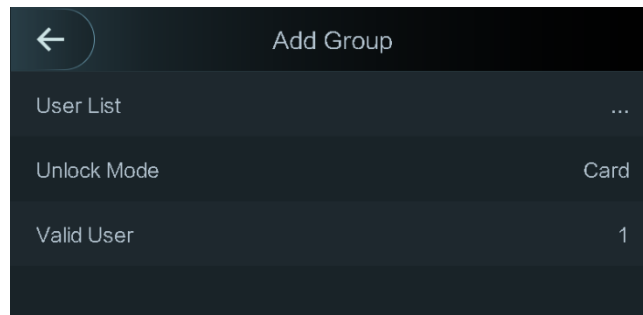 Add Group
User List ...
Unlock Mode Card
Valid User 1